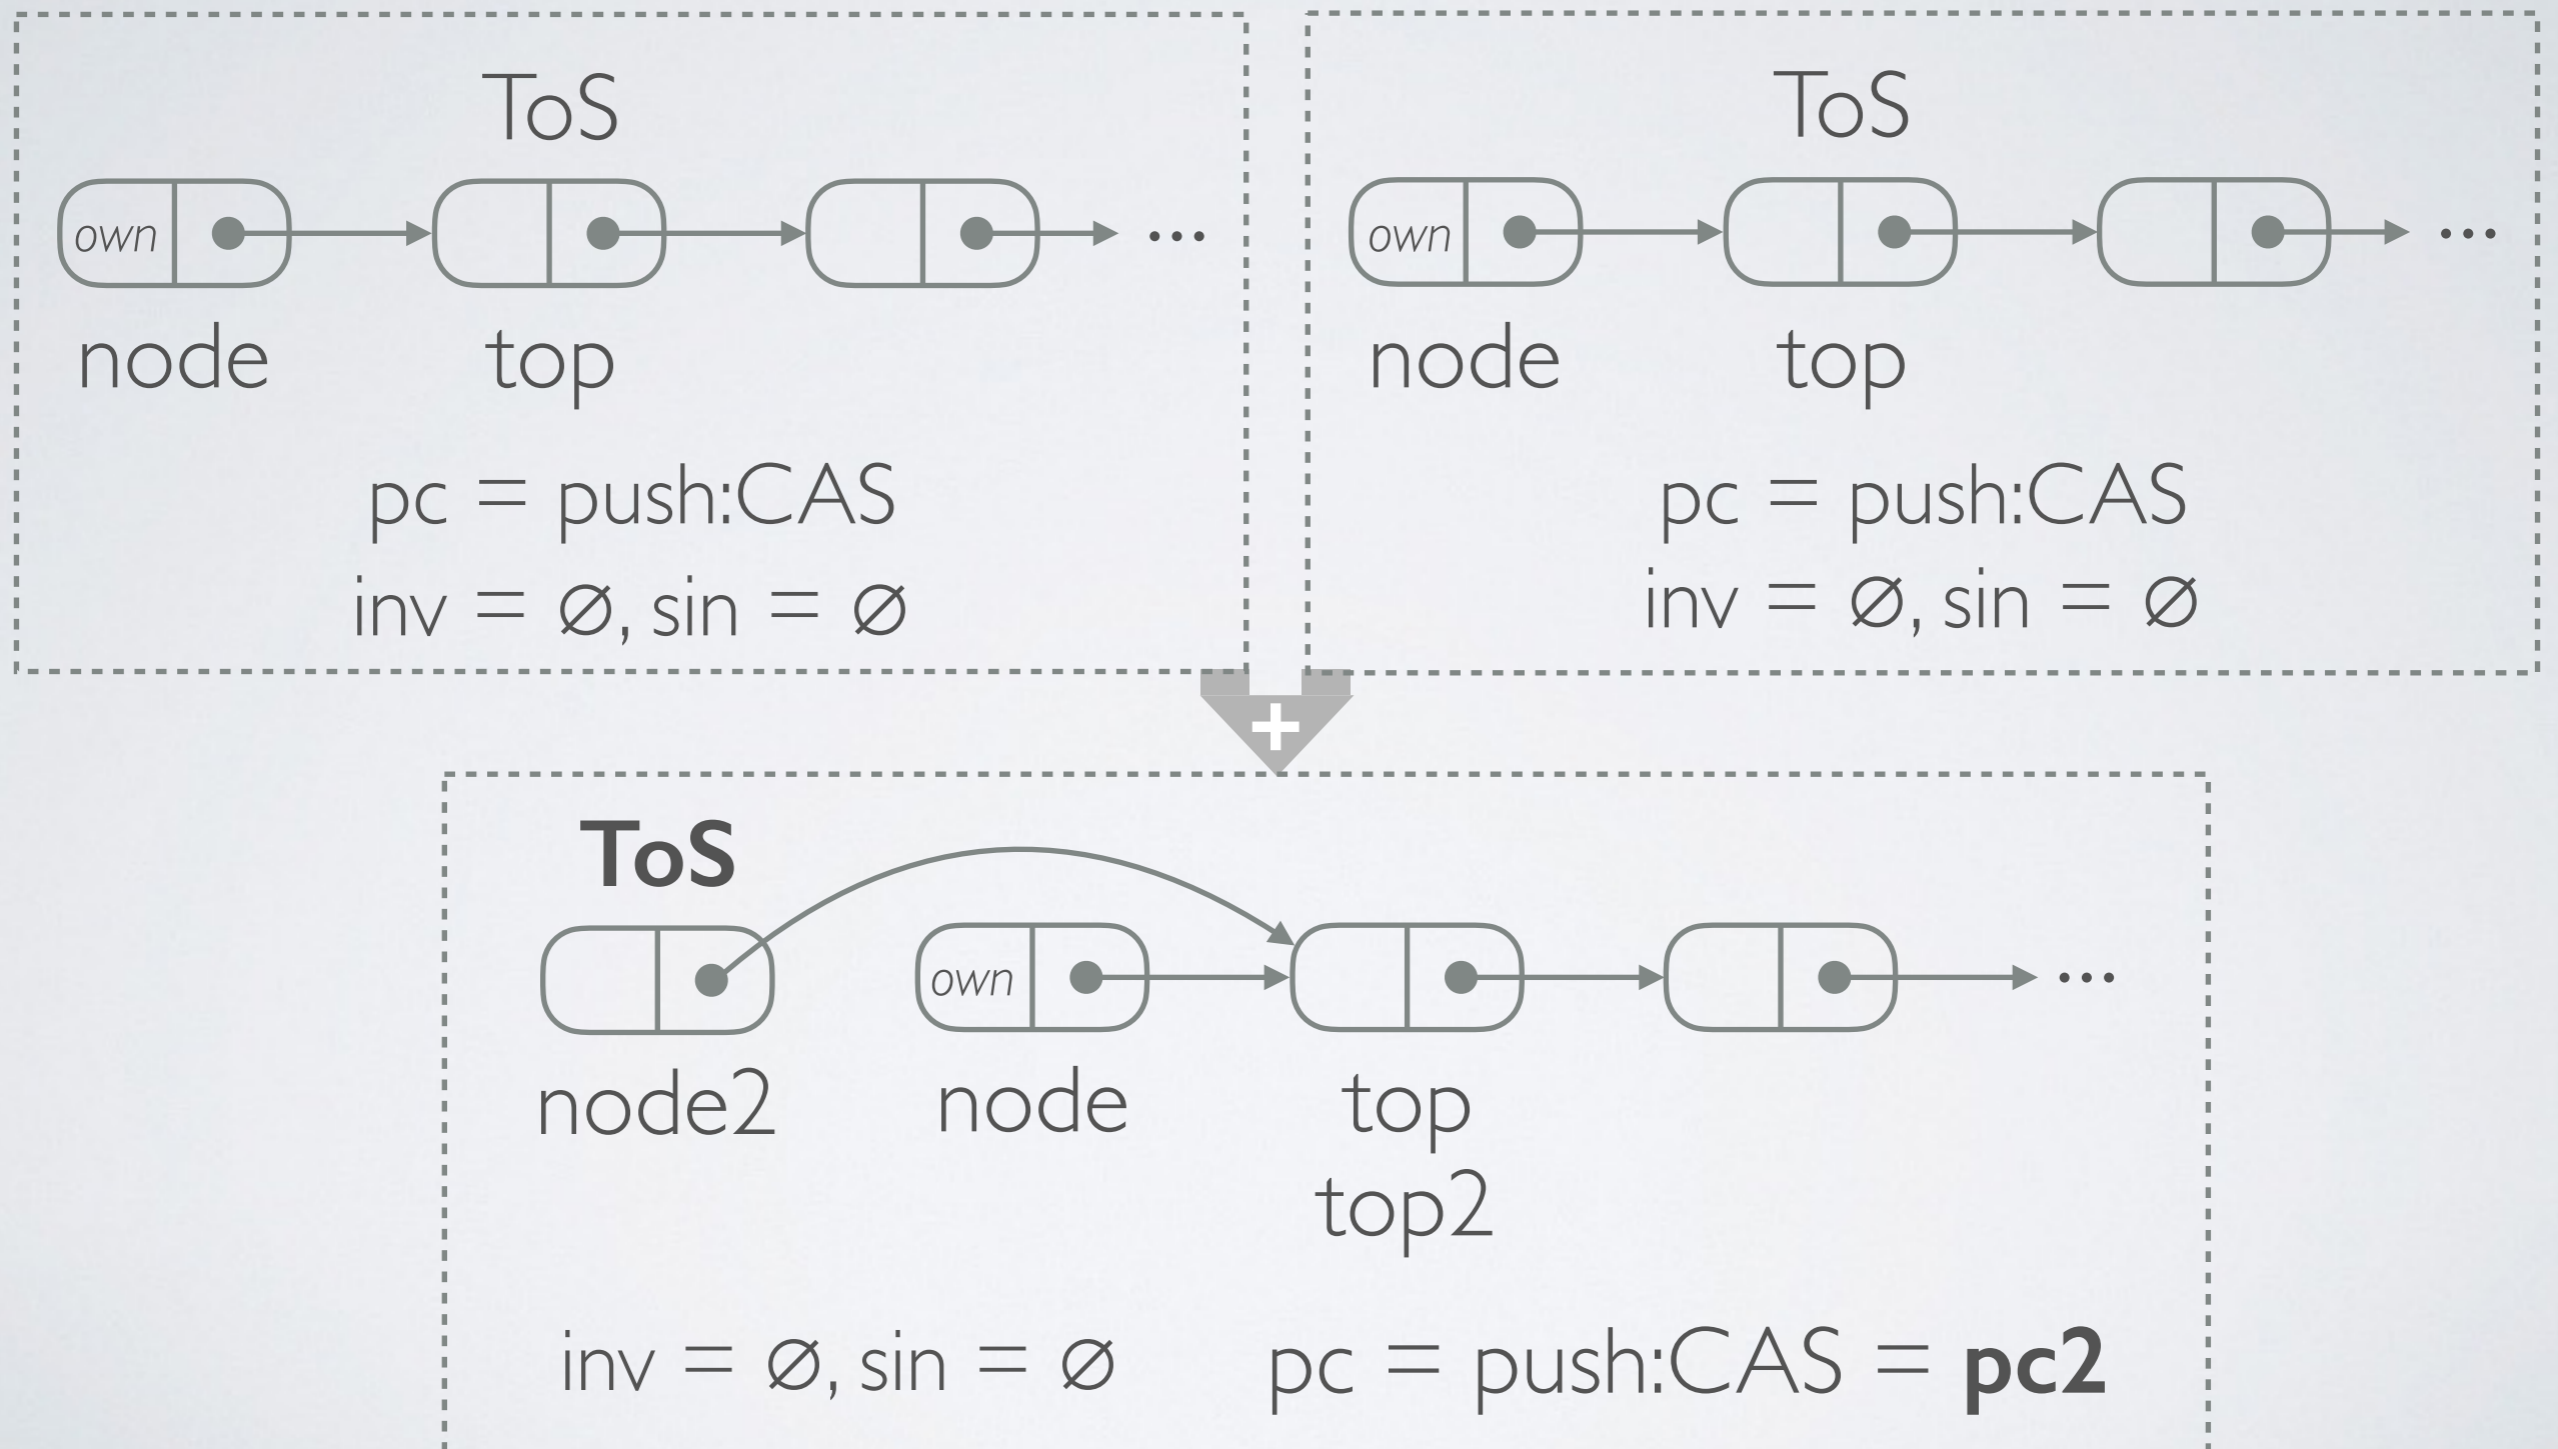 ToS
own ...
node top
pc = push:CAS
inv = ∅, sin = ∅
ToS
own ...
node top
pc = push:CAS
inv = ∅, sin = ∅
+
ToS
own ...
node2 node top
top2
inv = ∅, sin = ∅ pc = push:CAS = pc2